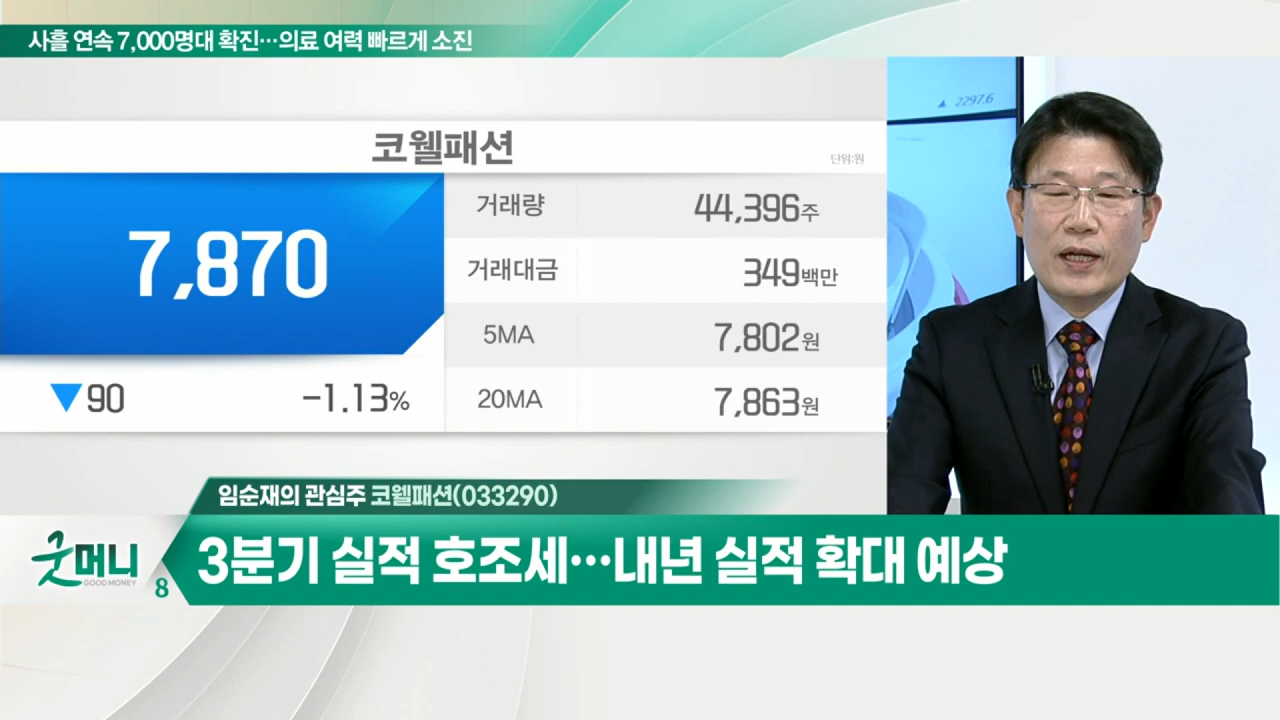 사흘 연속 7,000명대 확진…의료 여력 빠르게 소진
▲ 2297.6
코웰패션
단위:원
7,870
▼90 -1.13%
거래량 44,396주
거래대금 349백만
5MA 7,802원
20MA 7,863원
임순재의 관심주 코웰패션(033290)
굿머니
GOOD MONEY
8
3분기 실적 호조세…내년 실적 확대 예상